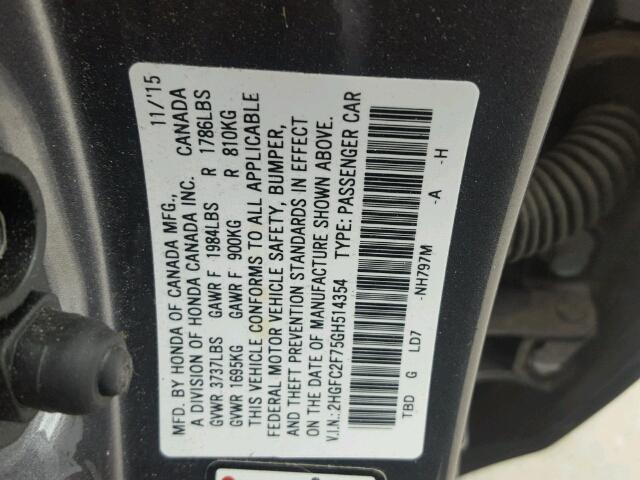 MFD. BY HONDA OF CANADA MFG., 11/'15
A DIVISION OF HONDA CANADA INC. CANADA
GVWR 3737LBS GAWR F 1984LBS R 1786LBS
GVWR 1695KG GAWR F 900KG R 810KG
THIS VEHICLE CONFORMS TO ALL APPLICABLE
FEDERAL MOTOR VEHICLE SAFETY, BUMPER,
AND THEFT PREVENTION STANDARDS IN EFFECT
ON THE DATE OF MANUFACTURE SHOWN ABOVE.
V.I.N.:2HGFC2F75GH514354 TYPE: PASSENGER CAR
TBD G LD7 -NH797M -A -H